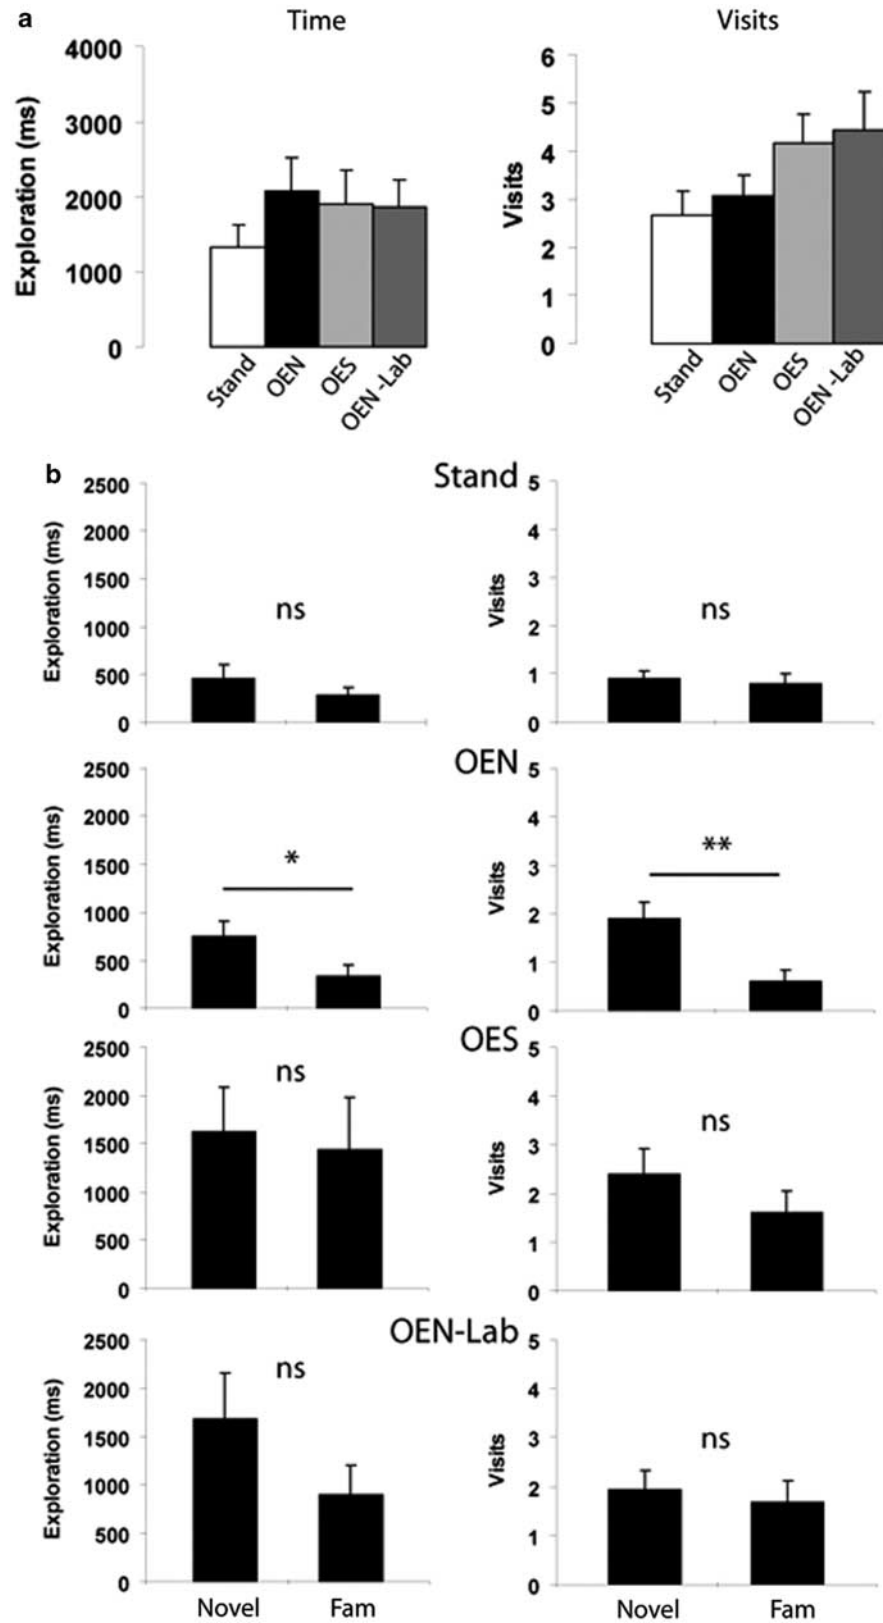 a
Time
Visits
Exploration (ms)
4000
3000
2000
1000
0
Stand
OEN
OES
OEN -Lab
Visits
6
5
4
3
2
1
0
Stand
OEN
OES
OEN -Lab
b
Stand
Exploration (ms)
2500
2000
1500
1000
500
0
ns
Visits
5
4
3
2
1
0
ns
OEN
Exploration (ms)
2500
2000
1500
1000
500
0
*
Visits
5
4
3
2
1
0
**
OES
Exploration (ms)
2500
2000
1500
1000
500
0
ns
Visits
5
4
3
2
1
0
ns
OEN-Lab
Exploration (ms)
2500
2000
1500
1000
500
0
ns
Novel
Fam
Visits
5
4
3
2
1
0
ns
Novel
Fam